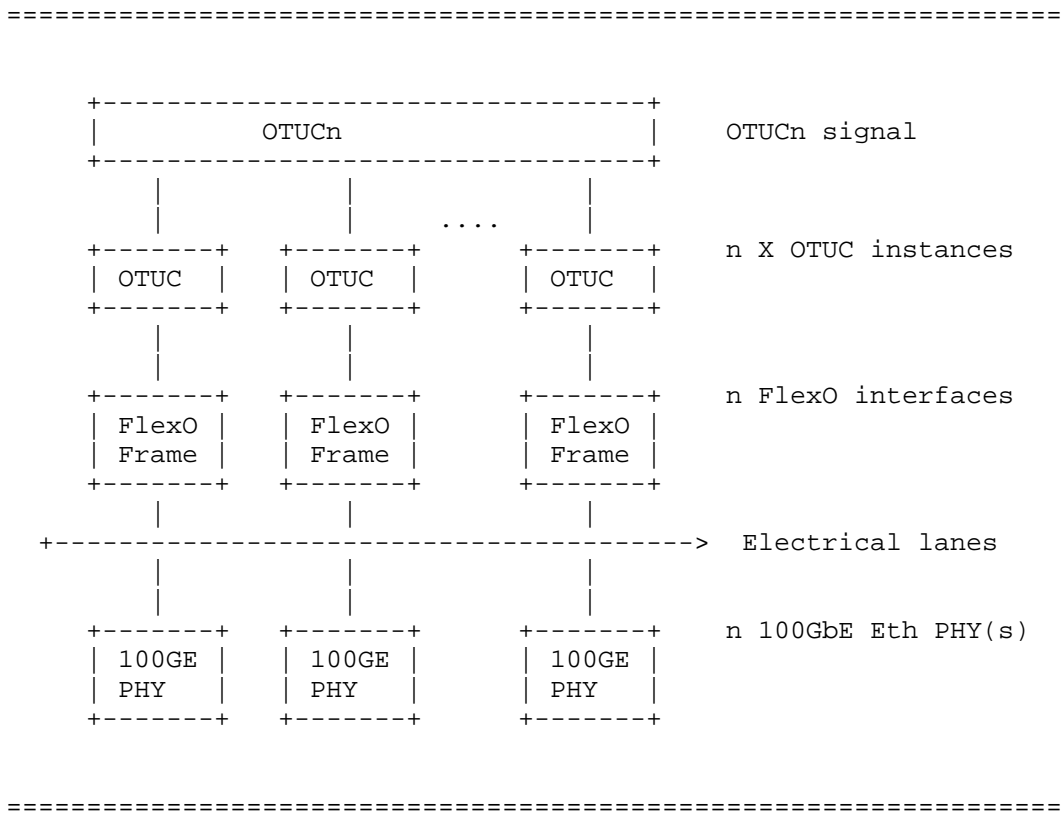 OTUCn OTUCn signal
....
OTUC OTUC OTUC n X OTUC instances
n FlexO interfaces
FlexO FlexO FlexO
Frame Frame Frame
Electrical lanes
n 100GbE Eth PHY(s)
100GE 100GE 100GE
PHY PHY PHY